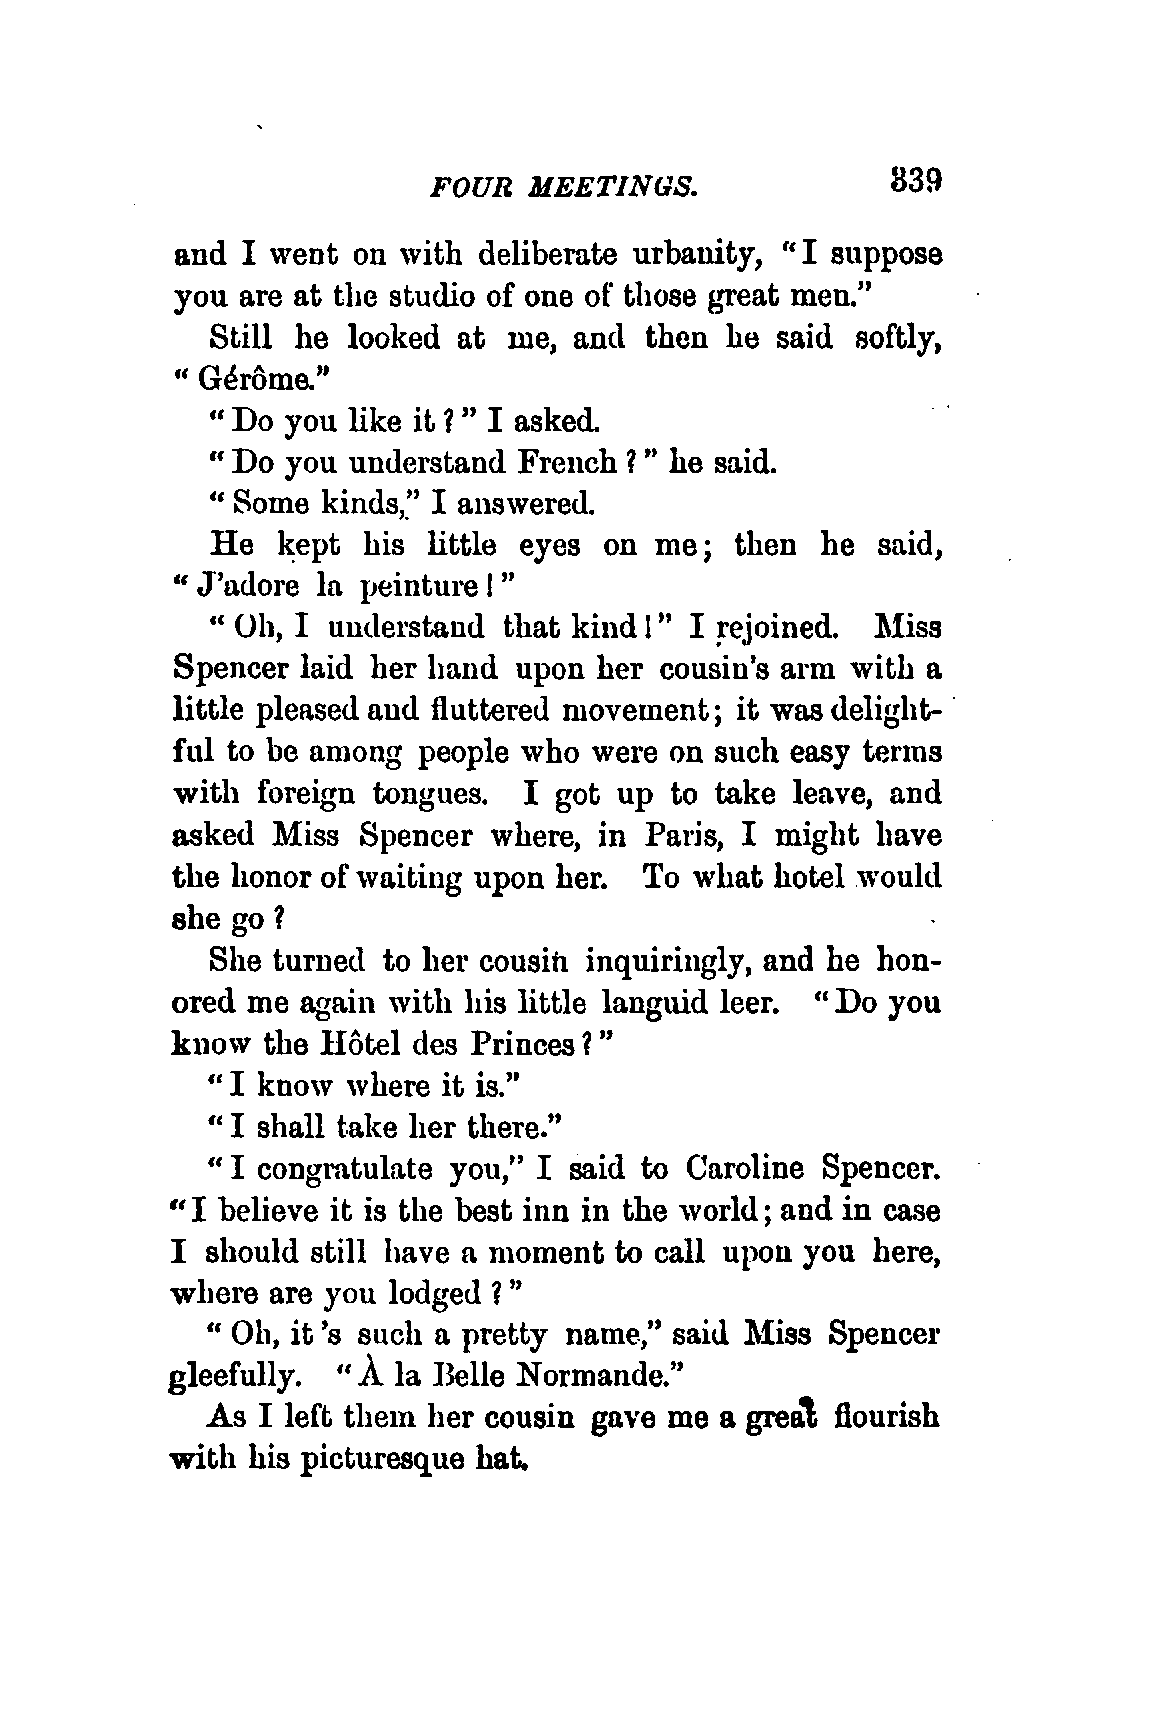 FOUR MEETINGS. 339
and I went on with deliberate urbanity, “I suppose
you are at the studio of one of those great men.”
Still he looked at me, and then he said softly,
“Gérôme.”
“Do you like it?” I asked.
“Do you understand French?” he said.
“Some kinds,” I answered.
He kept his little eyes on me; then he said,
“J’adore la peinture!”
“Oh, I understand that kind!” I rejoined. Miss
Spencer laid her hand upon her cousin’s arm with a
little pleased and fluttered movement; it was delight-
ful to be among people who were on such easy terms
with foreign tongues. I got up to take leave, and
asked Miss Spencer where, in Paris, I might have
the honor of waiting upon her. To what hotel would
she go?
She turned to her cousin inquiringly, and he hon-
ored me again with his little languid leer. “Do you
know the Hôtel des Princes?”
“I know where it is.”
“I shall take her there.”
“I congratulate you,” I said to Caroline Spencer.
“I believe it is the best inn in the world; and in case
I should still have a moment to call upon you here,
where are you lodged?”
“Oh, it’s such a pretty name,” said Miss Spencer
gleefully. “À la Belle Normande.”
As I left them her cousin gave me a great flourish
with his picturesque hat.